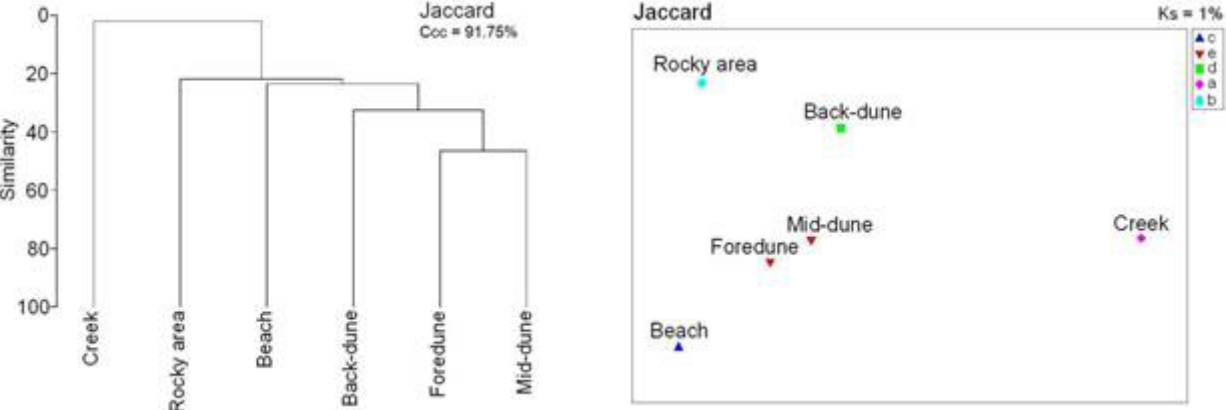 Jaccard
Ccc = 91.75%
0
20
40
60
80
100
Similarity
Creek
Rocky area
Beach
Back-dune
Foredune
Mid-dune
Jaccard
Ks = 1%
c
e
d
a
b
Rocky area
Back-dune
Mid-dune
Creek
Foredune
Beach